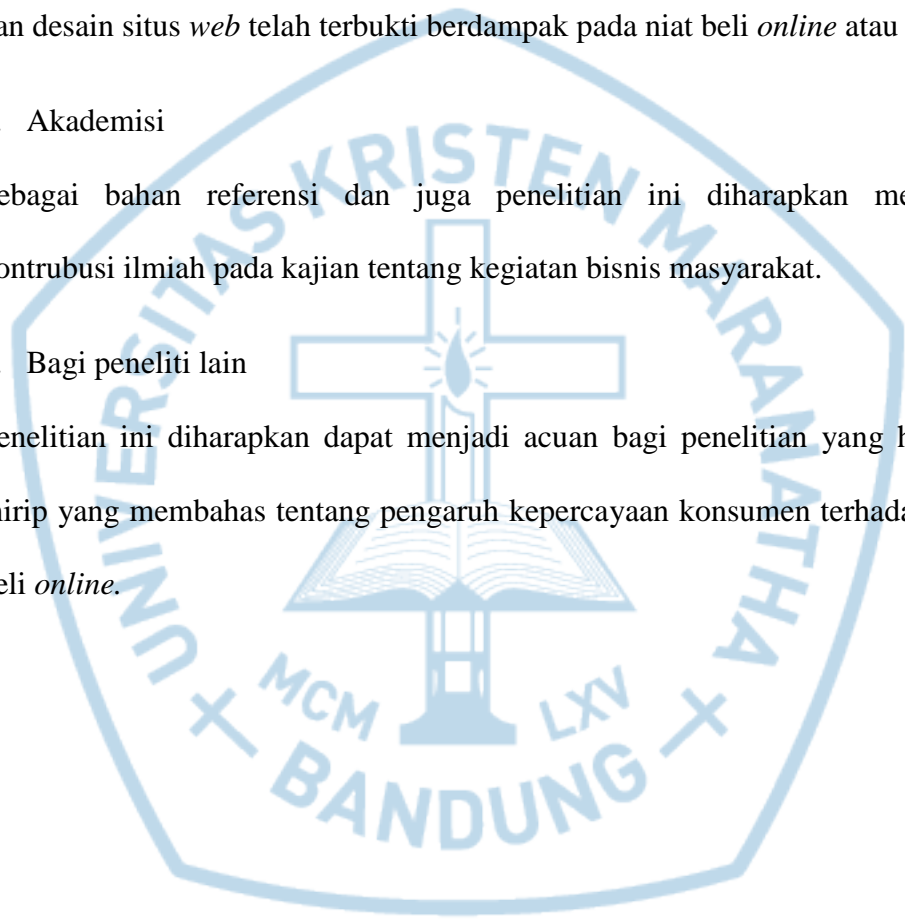 an desain situs web telah terbukti berdampak pada niat beli online atau
Akademisi
ebagai bahan referensi dan juga penelitian ini diharapkan me
ontrubusi ilmiah pada kajian tentang kegiatan bisnis masyarakat.
Bagi peneliti lain
enelitian ini diharapkan dapat menjadi acuan bagi penelitian yang h
irip yang membahas tentang pengaruh kepercayaan konsumen terhada
eli online.
UNIVERSITAS KRISTEN MARANATHA
MCM LXV
BANDUNG